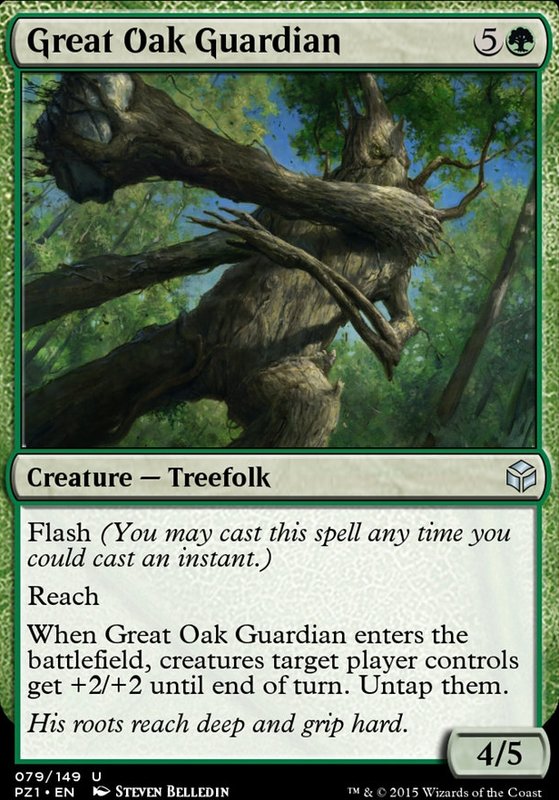 Great Oak Guardian 5
Creature — Treefolk
Flash (You may cast this spell any time you
could cast an instant.)
Reach
When Great Oak Guardian enters the
battlefield, creatures target player controls
get +2/+2 until end of turn. Untap them.
His roots reach deep and grip hard.
4/5
079/149 U
PZ1 • EN Steven Belledin
™ & © 2015 Wizards of the Coast